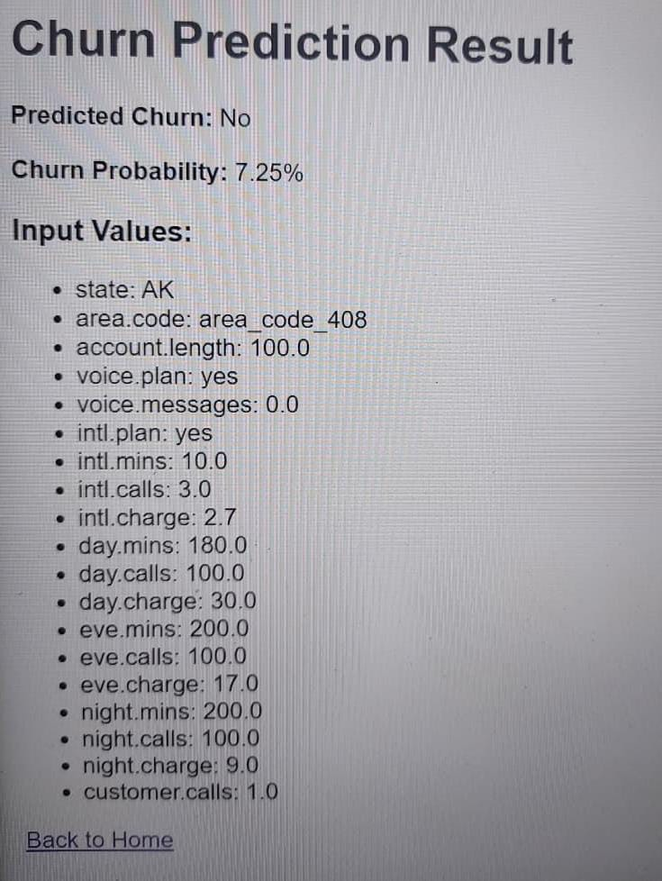 Churn Prediction Result
Predicted Churn: No
Churn Probability: 7.25%
Input Values:
• state: AK
• area.code: area_code_408
• account.length: 100.0
• voice.plan: yes
• voice.messages: 0.0
• intl.plan: yes
• intl.mins: 10.0
• intl.calls: 3.0
• intl.charge: 2.7
• day.mins: 180.0
• day.calls: 100.0
• day.charge: 30.0
• eve.mins: 200.0
• eve.calls: 100.0
• eve.charge: 17.0
• night.mins: 200.0
• night.calls: 100.0
• night.charge: 9.0
• customer.calls: 1.0
Back to Home